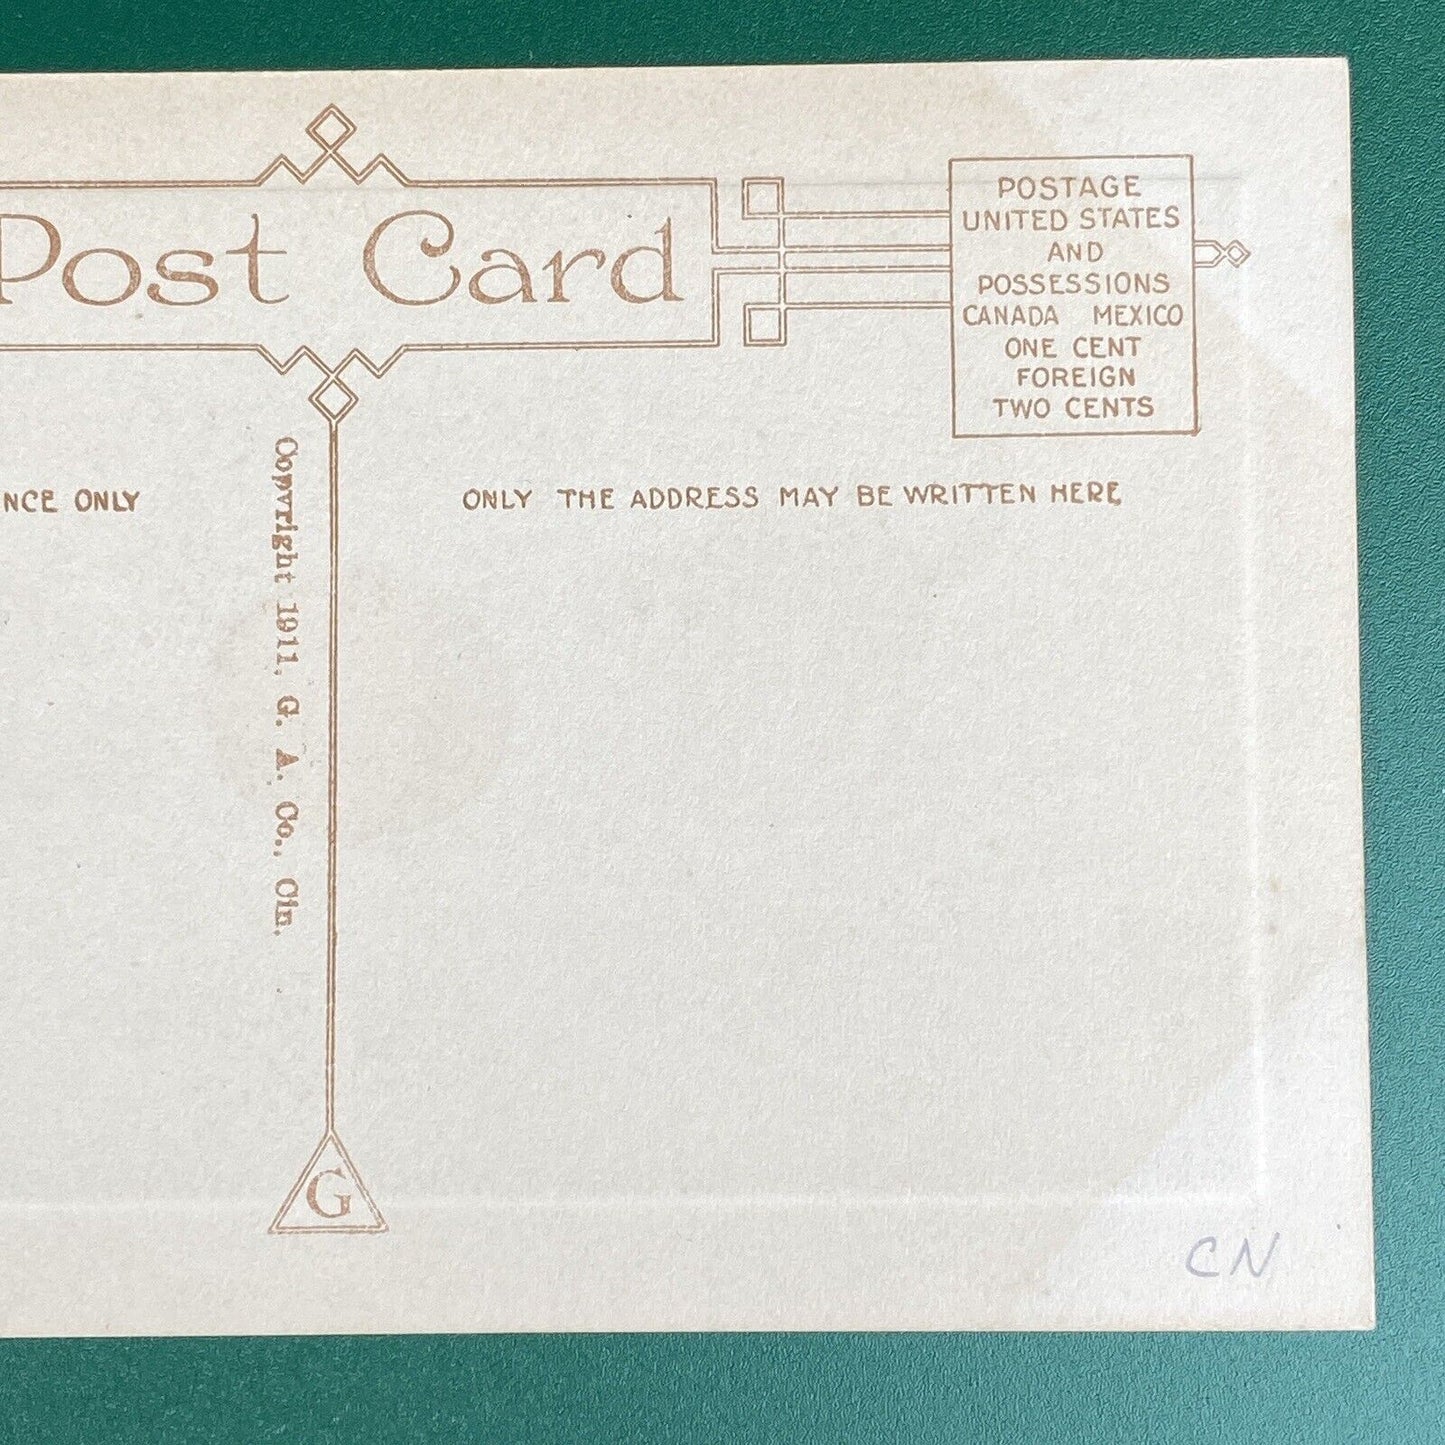 Post Card
POSTAGE
UNITED STATES
AND
POSSESSIONS
CANADA MEXICO
ONE CENT
FOREIGN
TWO CENTS
NCE ONLY
ONLY THE ADDRESS MAY BE WRITTEN HERE
Copyright 1911, G. A. Co., Cin.
G
CN